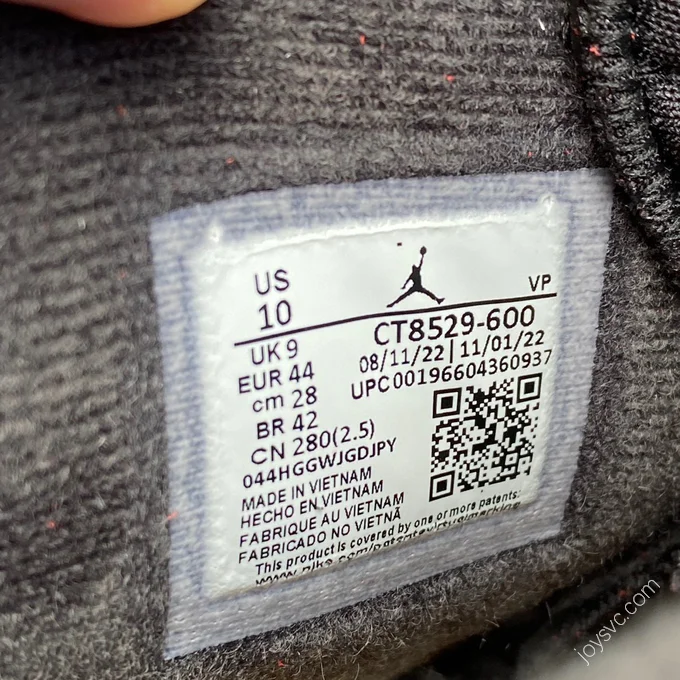 US
10
VP
UK 9
EUR 44
cm 28
BR 42
CN 280(2.5)
CT8529-600
08/11/22 | 11/01/22
UPC00196604360937
044HGGWJGDJPY
MADE IN VIETNAM
HECHO EN VIETNAM
FABRIQUE AU VIETNAM
FABRICADO NO VIETNÃ
This product is covered by one or more patents:
joysvc.com